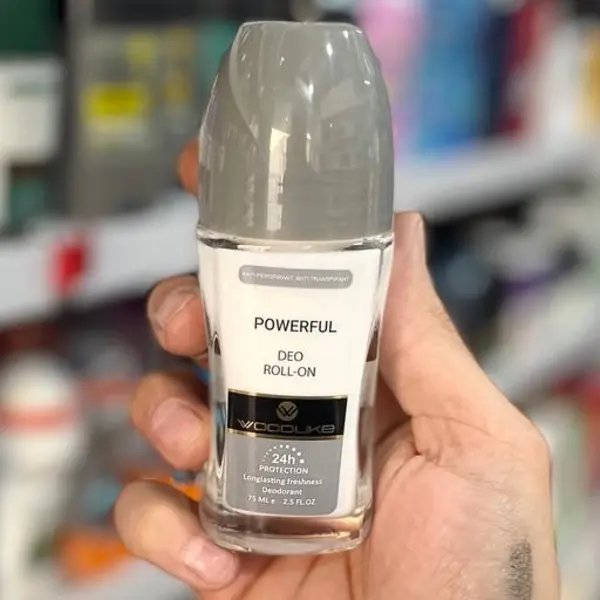 ANTI-PERSPIRANT ANTI-TRANSPIRANT
POWERFUL
DEO
ROLL-ON
WOODLIKE
24h
PROTECTION
Longlasting freshness
Deodorant
75 ML e 2.5 FL.OZ